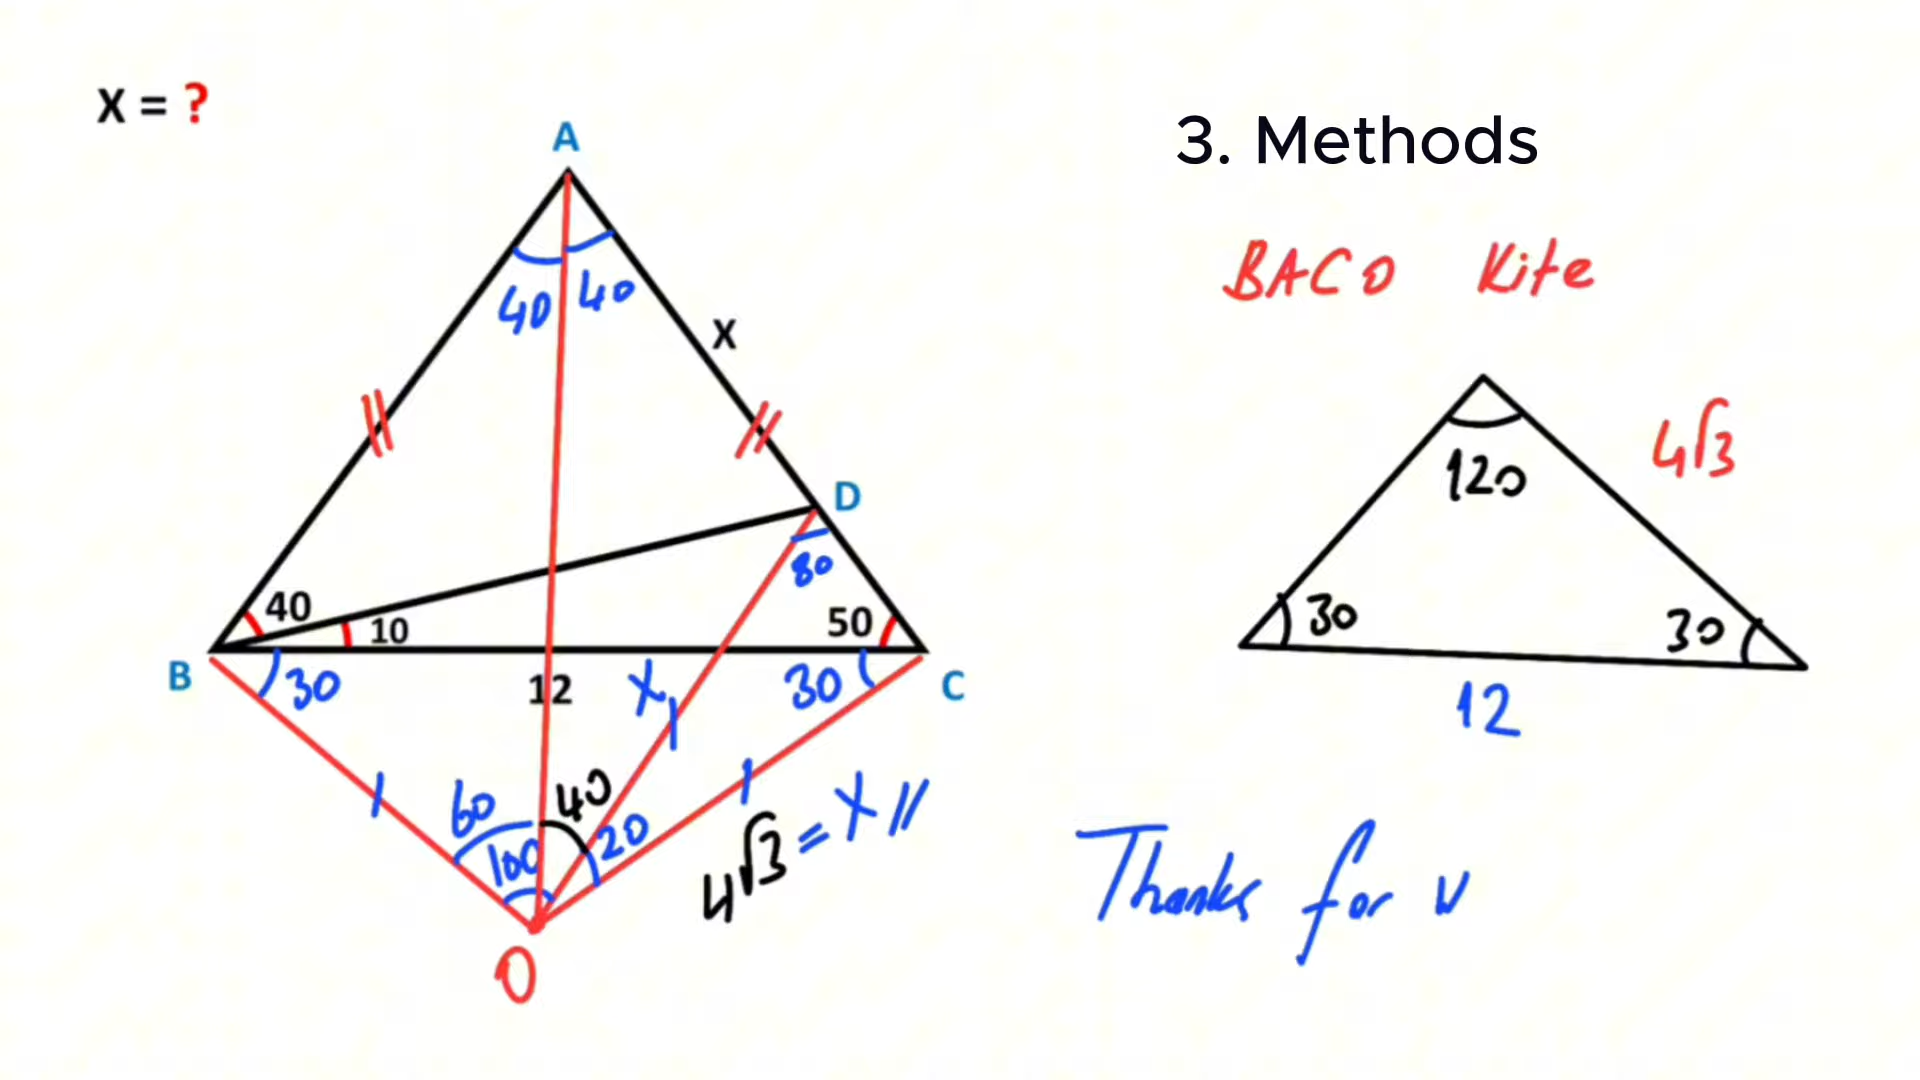 X = ?
3. Methods
A
BACO Kite
40 40
X
4√3
120
D
80
40
10
50
30
30
B
30
12
X
30
C
12
60
40
100
20
4√3 = X //
Thanks for w
O